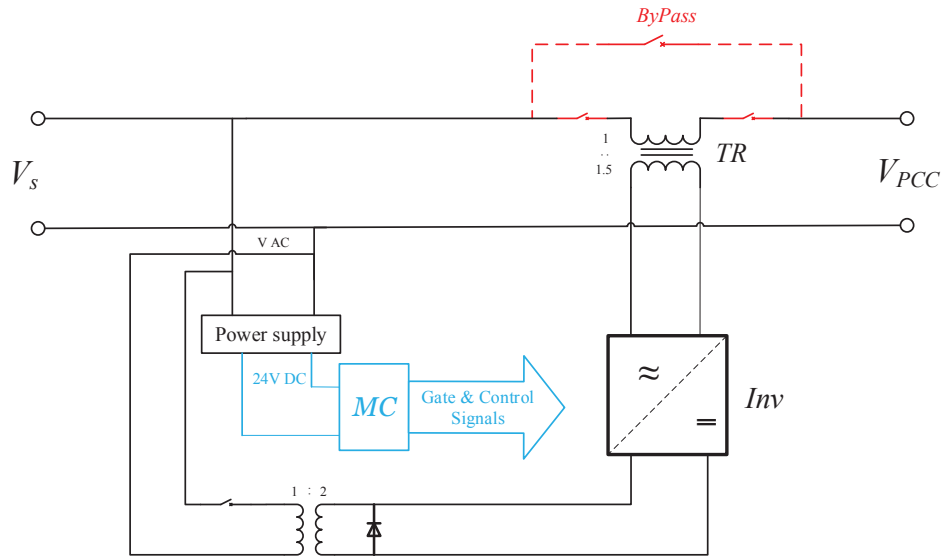 ByPass
1
:
1.5
TR
Vs
VPCC
V AC
Power supply
24V DC
MC
Gate & Control
Signals
Inv
1 : 2